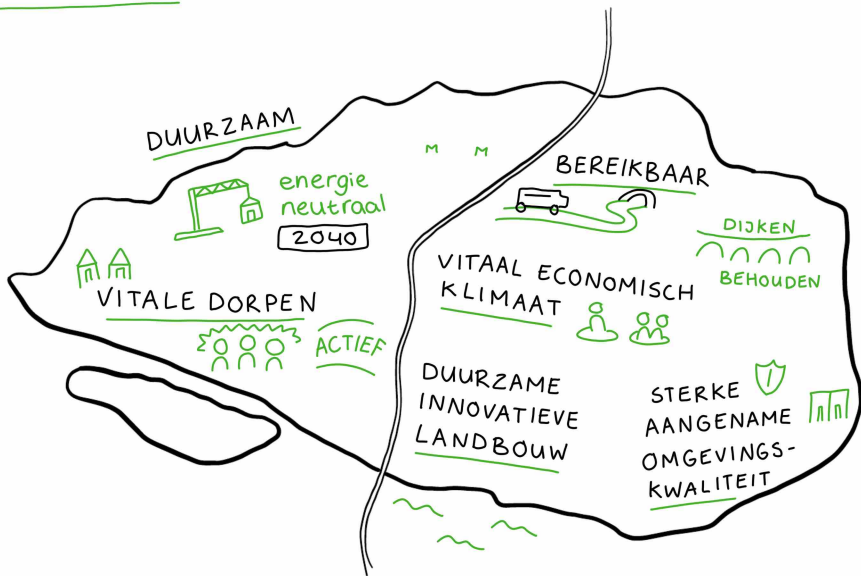 DUURZAAM
energie
neutraal
2040
VITALE DORPEN
ACTIEF
BEREIKBAAR
DIJKEN
BEHOUDEN
VITAAL ECONOMISCH
KLIMAAT
DUURZAME
INNOVATIEVE
LANDBOUW
STERKE
AANGENAME
OMGEVINGS-
KWALITEIT